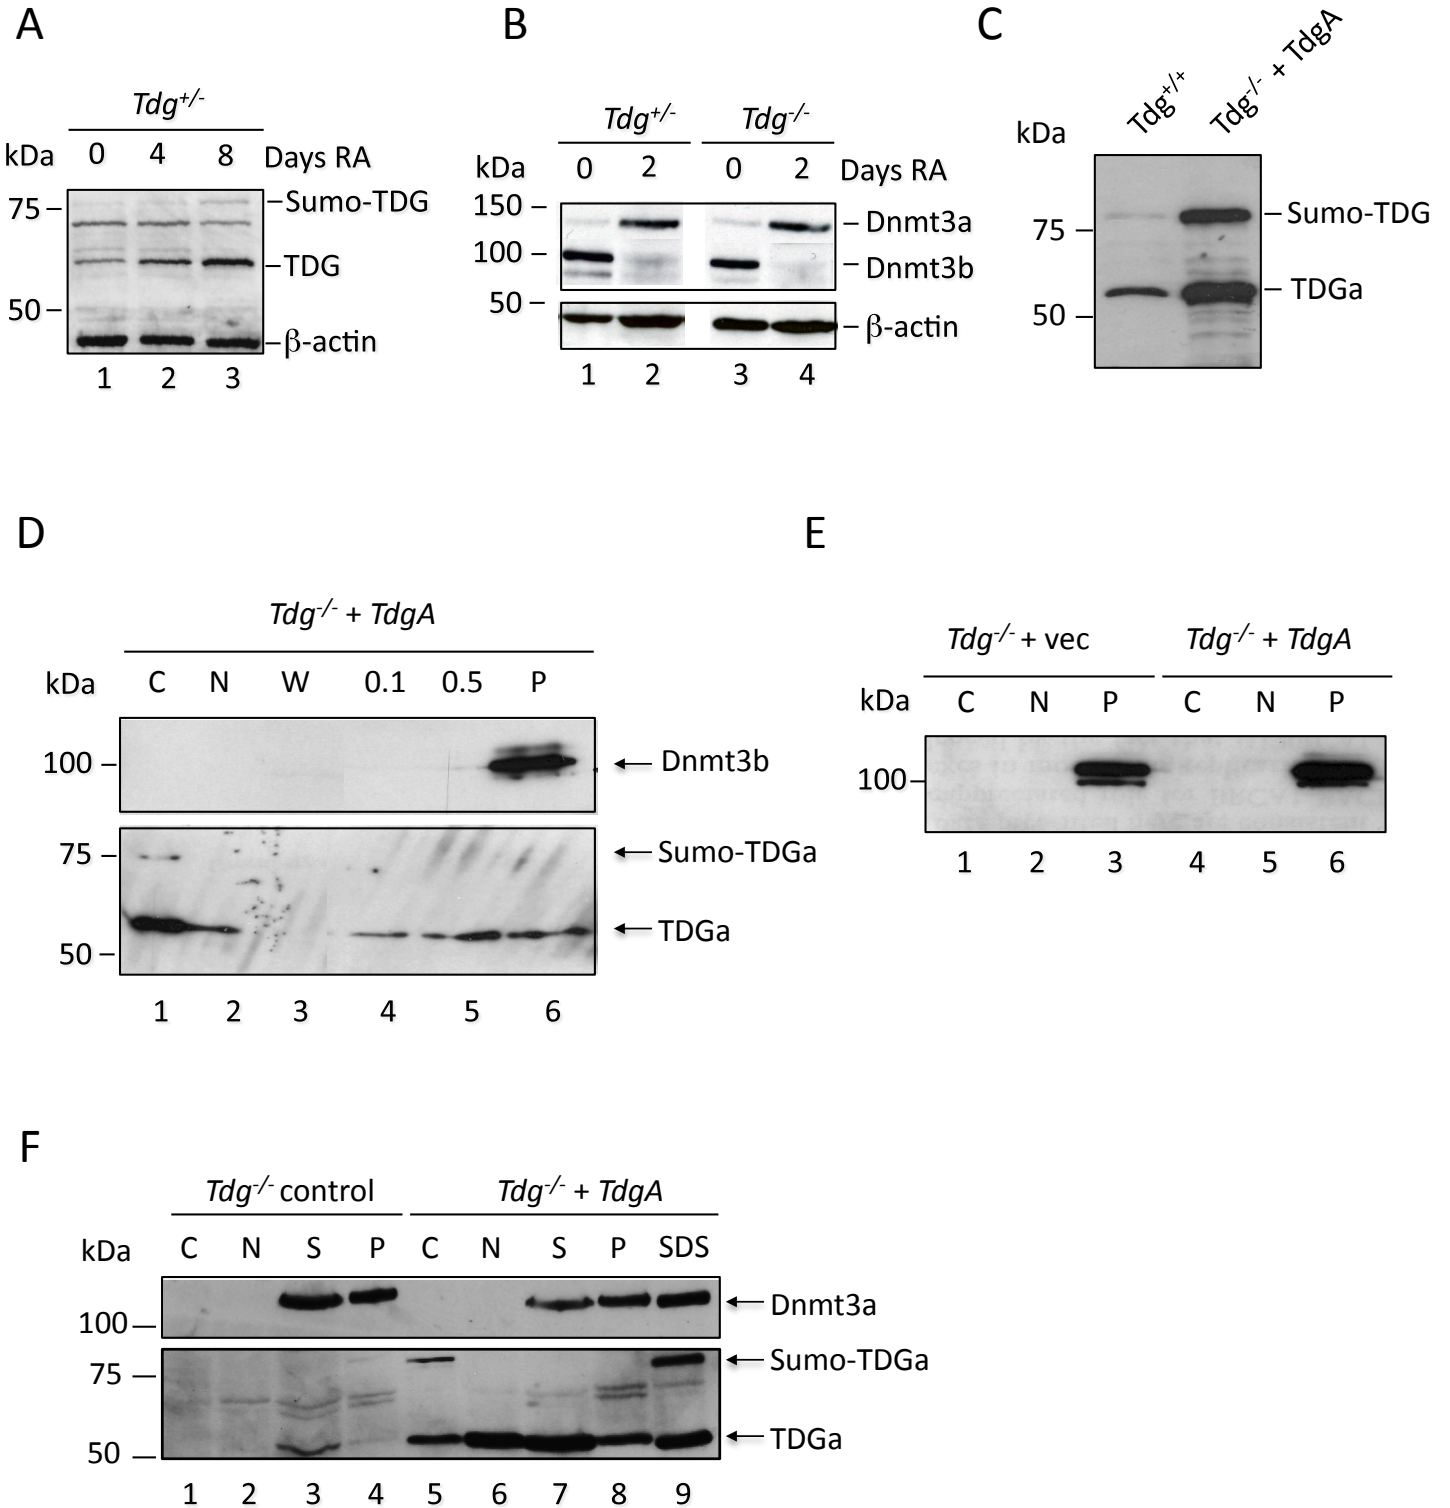 A
Tdg+/-
kDa 0 4 8 Days RA
75 Sumo-TDG
TDG
50
β-actin
1 2 3
B
Tdg+/- Tdg-/-
kDa 0 2 0 2 Days RA
150
Dnmt3a
100
Dnmt3b
50
β-actin
1 2 3 4
C
Tdg+/+ Tdg-/- + TdgA
kDa
Sumo-TDG
75
TDGa
50
D
Tdg-/- + TdgA
kDa C N W 0.1 0.5 P
100 Dnmt3b
75 Sumo-TDGa
TDGa
50
1 2 3 4 5 6
E
Tdg-/- + vec Tdg-/- + TdgA
kDa C N P C N P
100
1 2 3 4 5 6
F
Tdg-/- control Tdg-/- + TdgA
kDa C N S P C N S P SDS
Dnmt3a
100
Sumo-TDGa
75
TDGa
50
1 2 3 4 5 6 7 8 9